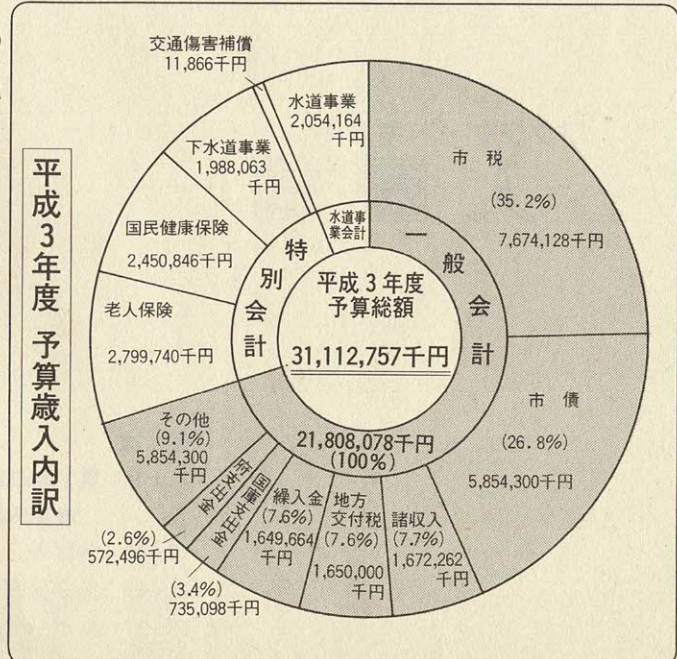 平成3年度 予算歳入内訳
交通傷害補償
11,866千円
水道事業
2,054,164
千円
下水道事業
1,988,063
千円
国民健康保険
2,450,846千円
老人保険
2,799,740千円
市税
(35.2%)
7,674,128千円
市債
(26.8%)
5,854,300千円
諸収入
(7.7%)
1,672,262
千円
地方
交付税
(7.6%)
1,650,000
千円
繰入金
(7.6%)
1,649,664
千円
国庫支出金
(3.4%)
735,098千円
府支出金
(2.6%)
572,496千円
その他
(9.1%)
5,854,300
千円
特別会計
水道事
業会計
一般会計
平成3年度
予算総額
31,112,757千円
21,808,078千円
(100%)